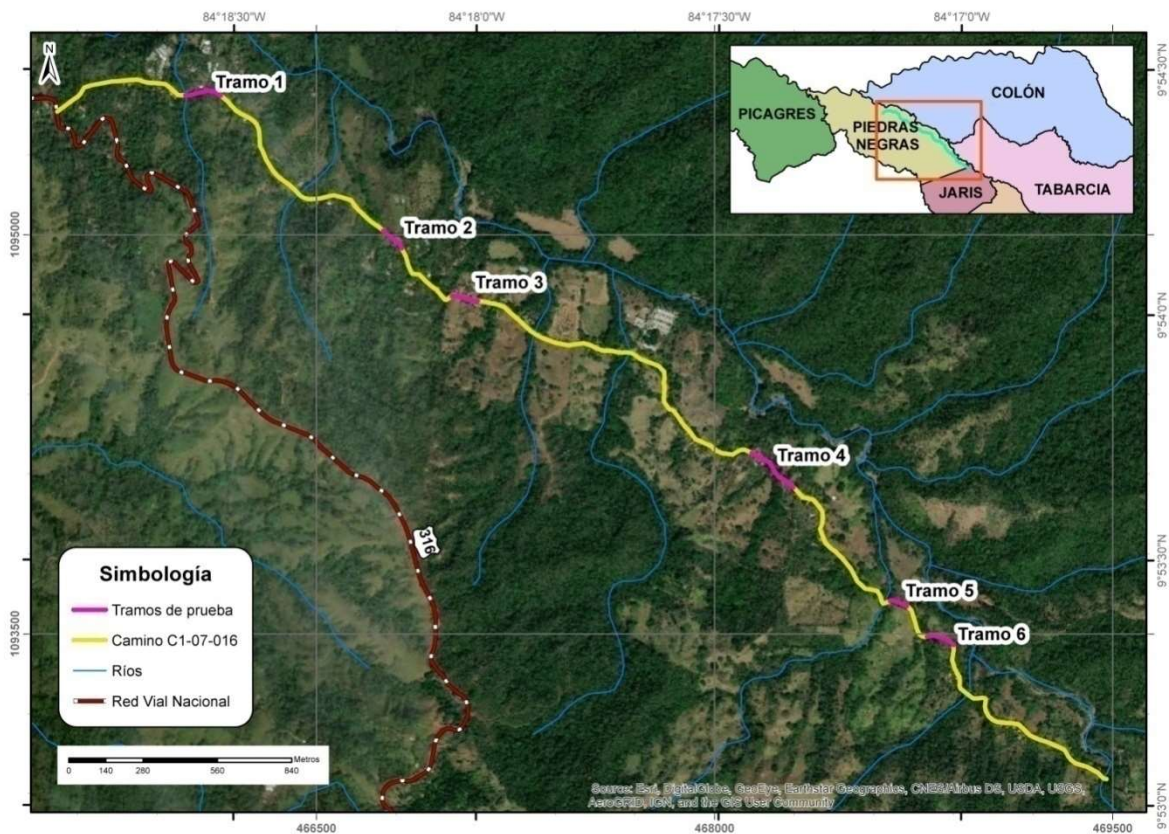 84°18'30"W
84°18'0"W
84°17'30"W
84°17'0"W
N
Tramo 1
PICAGRES
PIEDRAS
NEGRAS
COLÓN
JARIS
TABARCIA
9°54'30"N
1095000
Tramo 2
Tramo 3
9°54'0"N
Tramo 4
316
9°53'30"N
Tramo 5
Tramo 6
1093500
Simbología
Tramos de prueba
Camino C1-07-016
Ríos
Red Vial Nacional
Metros
0 140 280 560 840
Source: Esri, DigitalGlobe, GeoEye, Earthstar Geographics, CNES/Airbus DS, USDA, USGS,
AeroGRID, IGN, and the GIS User Community
9°53'0"N
466500
468000
469500